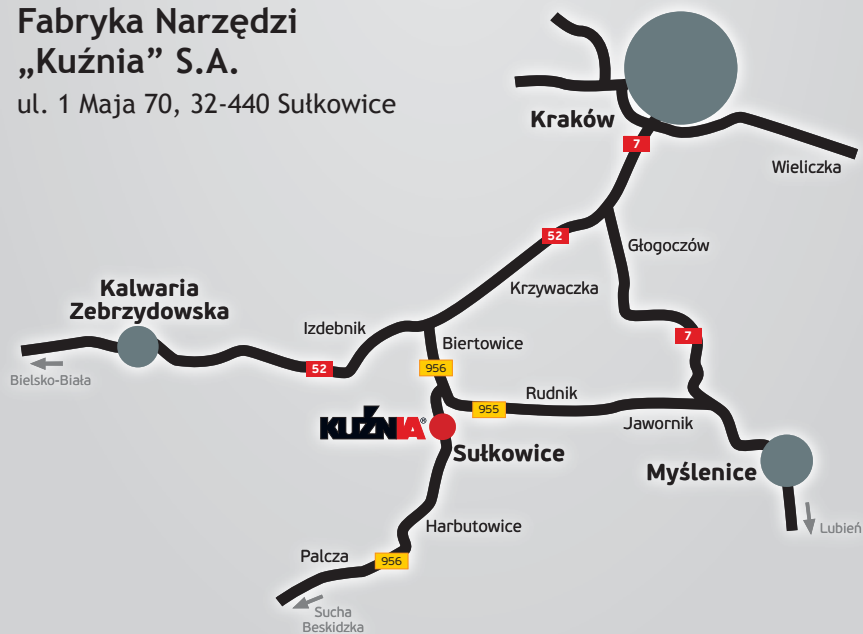 Fabryka Narzędzi
„Kuźnia” S.A.
ul. 1 Maja 70, 32-440 Sułkowice
Kraków
7
Wieliczka
52
Głogoczów
Krzywaczka
Kalwaria
Zebrzydowska
Izdebnik
Biertowice
7
52
956
Bielsko-Biała
Rudnik
955
Jawornik
KUŹNIA®
Sułkowice
Myślenice
Harbutowice
Lubień
Palcza
956
Sucha
Beskidzka